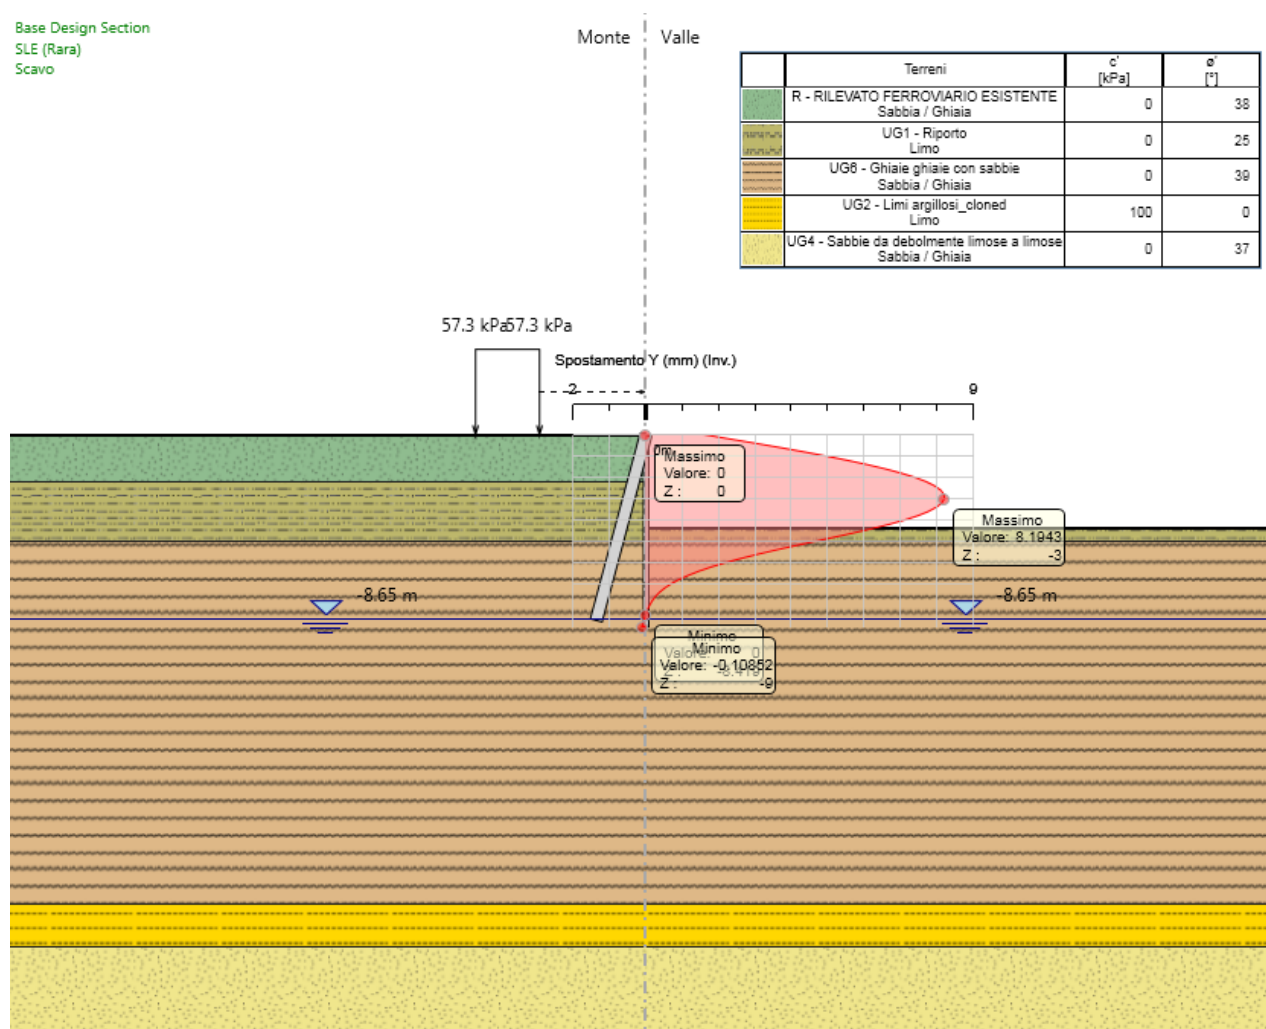 Base Design Section
SLE (Rara)
Scavo
Monte Valle
Terreni c' [kPa] ø' [°]
R - RILEVATO FERROVIARIO ESISTENTE
Sabbia / Ghiaia 0 38
UG1 - Riporto
Limo 0 25
UG6 - Ghiaie ghiaie con sabbie
Sabbia / Ghiaia 0 39
UG2 - Limi argillosi_cloned
Limo 100 0
UG4 - Sabbie da debolmente limose a limose
Sabbia / Ghiaia 0 37
57.3 kPa 57.3 kPa
Spostamento Y (mm) (Inv.)
2 9
0m
Massimo
Valore: 0
Z : 0
Massimo
Valore: 8.1943
Z : -3
-8.65 m -8.65 m
Minimo
Valore: 0
Minimo
Valore: -0.10852
Z : -9